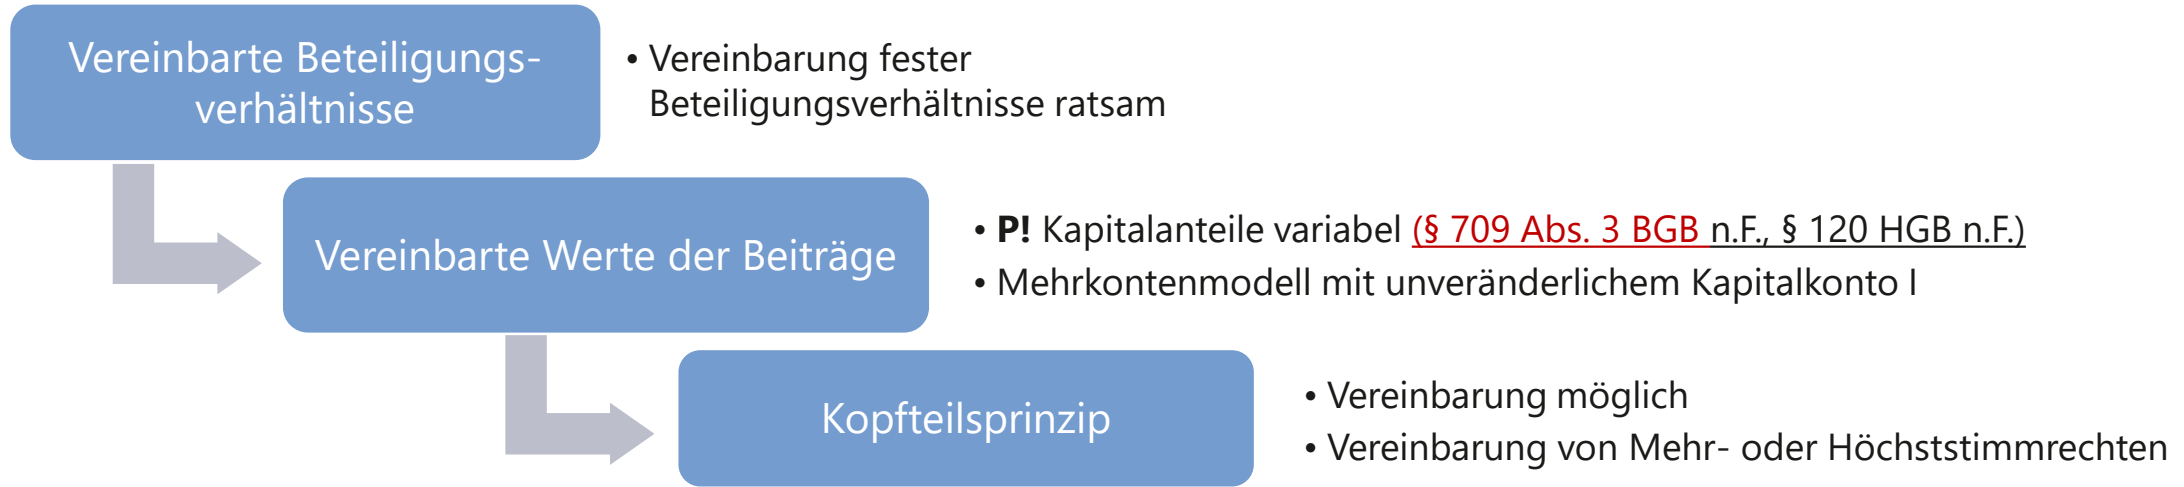 Vereinbarte Beteiligungs-
verhältnisse
• Vereinbarung fester
Beteiligungsverhältnisse ratsam
Vereinbarte Werte der Beiträge
• P! Kapitalanteile variabel (§ 709 Abs. 3 BGB n.F., § 120 HGB n.F.)
• Mehrkontenmodell mit unveränderlichem Kapitalkonto I
Kopfteilsprinzip
• Vereinbarung möglich
• Vereinbarung von Mehr- oder Höchststimmrechten